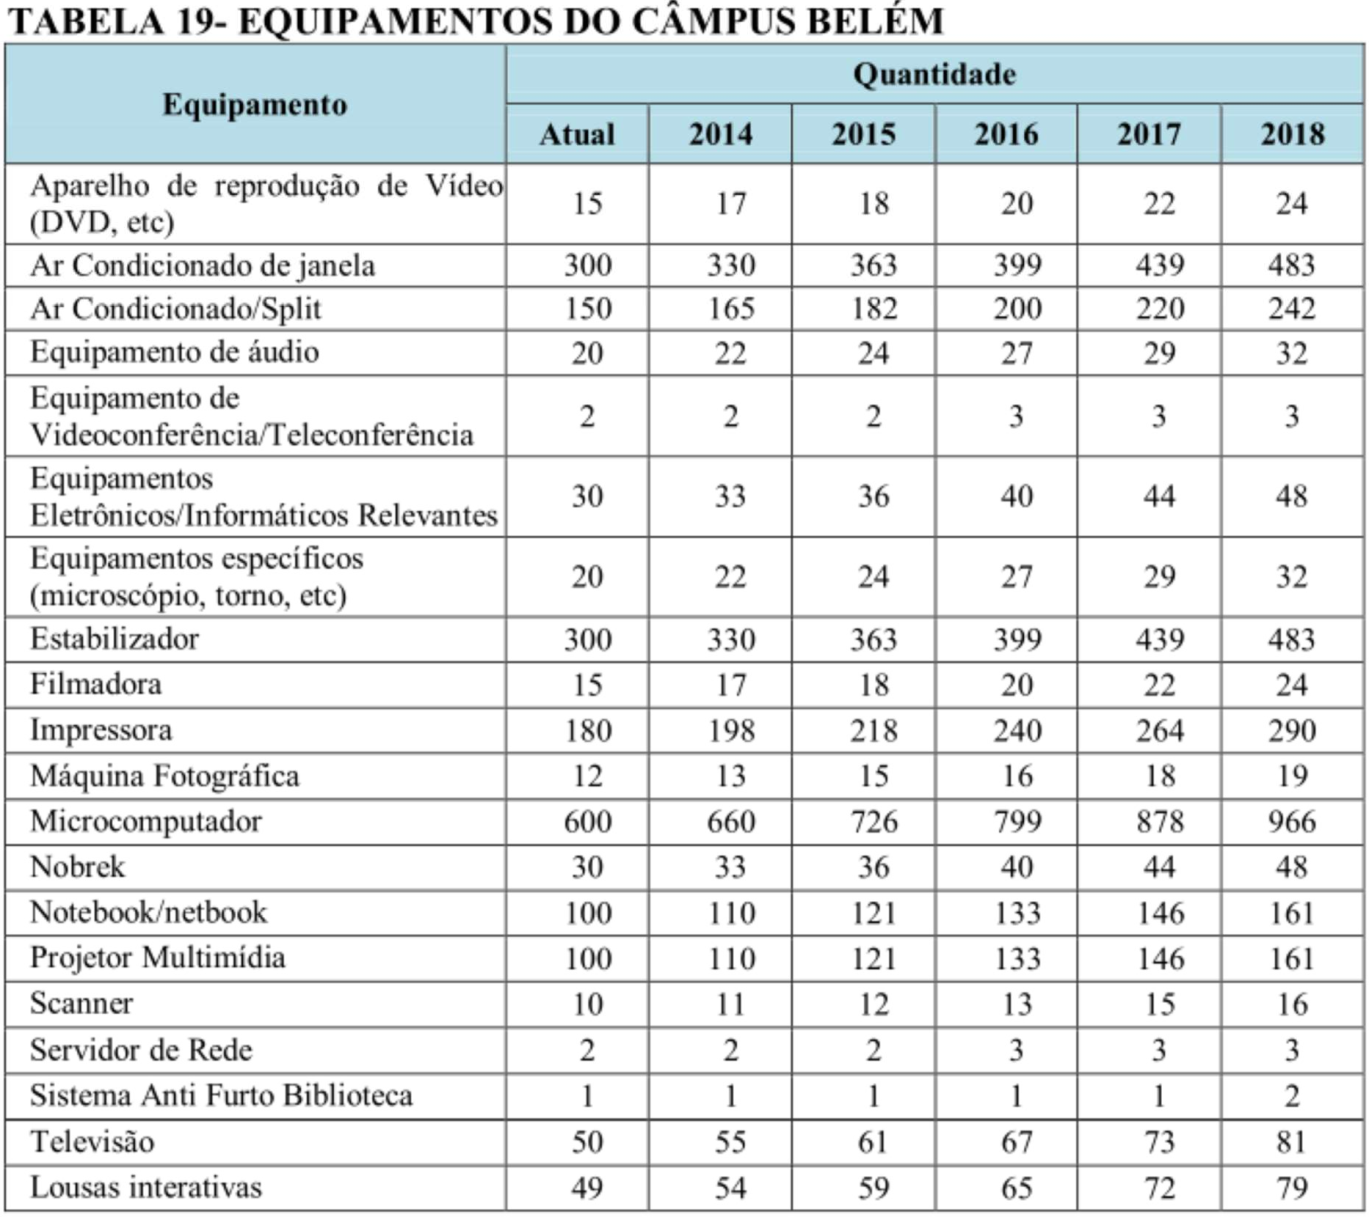 TABELA 19- EQUIPAMENTOS DO CÂMPUS BELÉM
Equipamento Quantidade
Atual 2014 2015 2016 2017 2018
Aparelho de reprodução de Vídeo
(DVD, etc) 15 17 18 20 22 24
Ar Condicionado de janela 300 330 363 399 439 483
Ar Condicionado/Split 150 165 182 200 220 242
Equipamento de áudio 20 22 24 27 29 32
Equipamento de
Videoconferência/Teleconferência 2 2 2 3 3 3
Equipamentos
Eletrônicos/Informáticos Relevantes 30 33 36 40 44 48
Equipamentos específicos
(microscópio, torno, etc) 20 22 24 27 29 32
Estabilizador 300 330 363 399 439 483
Filmadora 15 17 18 20 22 24
Impressora 180 198 218 240 264 290
Máquina Fotográfica 12 13 15 16 18 19
Microcomputador 600 660 726 799 878 966
Nobrek 30 33 36 40 44 48
Notebook/netbook 100 110 121 133 146 161
Projetor Multimídia 100 110 121 133 146 161
Scanner 10 11 12 13 15 16
Servidor de Rede 2 2 2 3 3 3
Sistema Anti Furto Biblioteca 1 1 1 1 1 2
Televisão 50 55 61 67 73 81
Lousas interativas 49 54 59 65 72 79